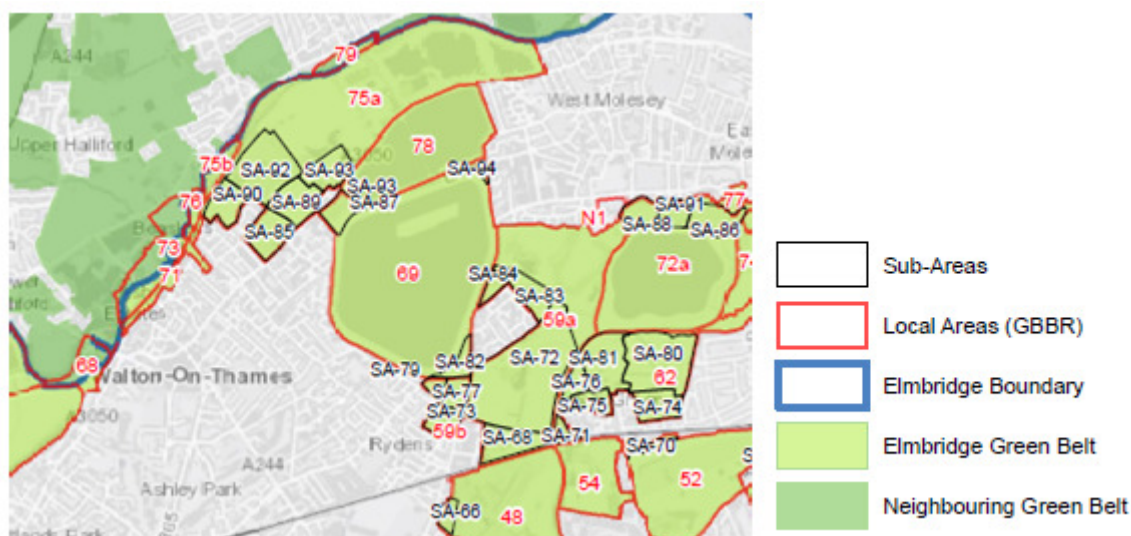 A244
79
75a
West Molesey
Upper Halliford
78
75b
SA-92
SA-93
SA-94
SA-93
SA-90
SA-89
SA-87
76
SA-91
77
N1
SA-85
SA-88
SA-86
73
69
72a
71
SA-84
SA-83
59a
68
SA-72
SA-81
SA-80
SA-82
SA-79
Walton-On-Thames
SA-76
62
SA-77
SA-75
SA-74
A3050
SA-73
59b
SA-68
SA-71
SA-70
Rydens
A244
Ashley Park
54
52
SA-66
48
Sub-Areas
Local Areas (GBBR)
Elmbridge Boundary
Elmbridge Green Belt
Neighbouring Green Belt